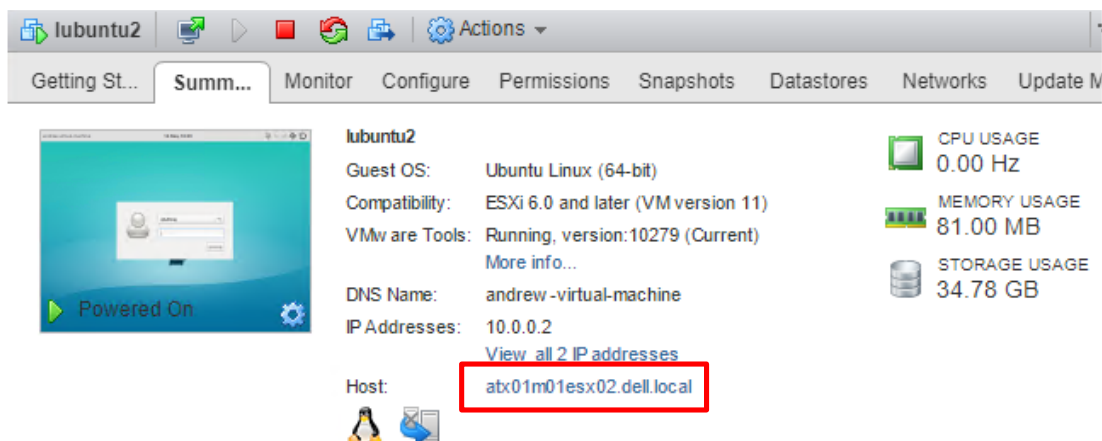 lubuntu2 Actions
Getting St... Summ... Monitor Configure Permissions Snapshots Datastores Networks Update M
lubuntu2
Guest OS: Ubuntu Linux (64-bit)
Compatibility: ESXi 6.0 and later (VM version 11)
VMware Tools: Running, version:10279 (Current)
More info...
DNS Name: andrew-virtual-machine
IP Addresses: 10.0.0.2
View all 2 IP addresses
Host: atx01m01esx02.dell.local
Powered On
CPU USAGE
0.00 Hz
MEMORY USAGE
81.00 MB
STORAGE USAGE
34.78 GB